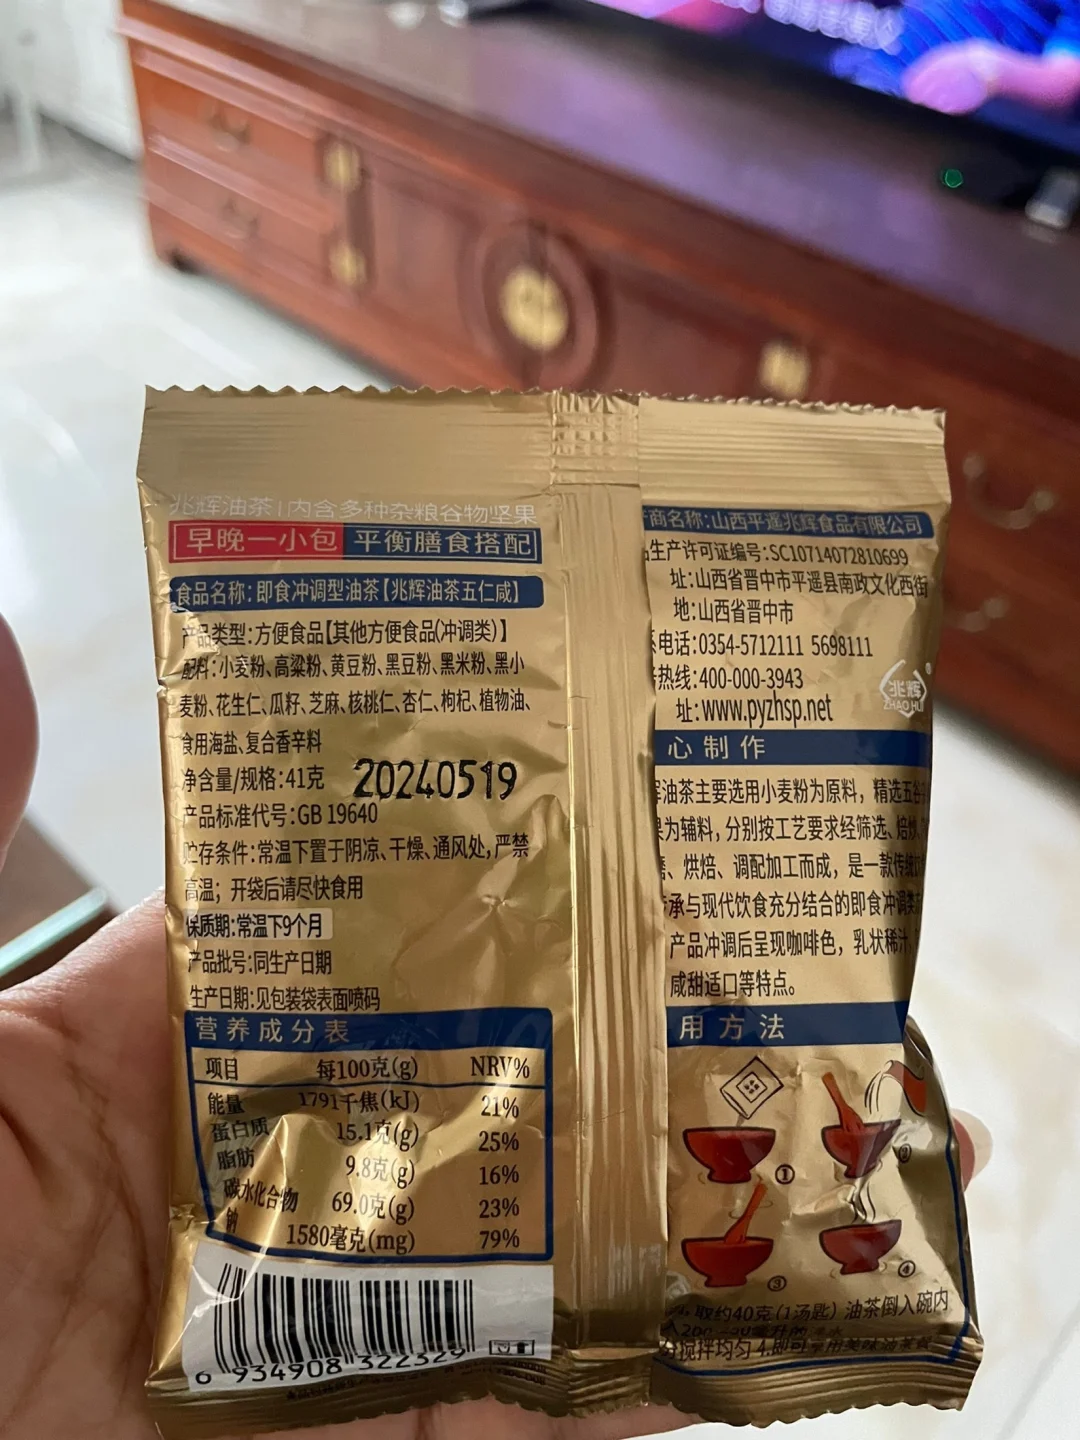 兆辉油茶|内含多种杂粮谷物坚果
早晚一小包 平衡膳食搭配
食品名称:即食冲调型油茶【兆辉油茶五仁咸】
产品类型:方便食品【其他方便食品(冲调类)】
配料:小麦粉、高粱粉、黄豆粉、黑豆粉、黑米粉、黑小
麦粉、花生仁、瓜籽、芝麻、核桃仁、杏仁、枸杞、植物油、
食用海盐、复合香辛料
净含量/规格:41克
20240519
产品标准代号:GB 19640
贮存条件:常温下置于阴凉、干燥、通风处,严禁
高温；开袋后请尽快食用
保质期:常温下9个月
产品批号:同生产日期
生产日期:见包装袋表面喷码
营养成分表
项目 每100克(g) NRV%
能量 1791千焦(kJ) 21%
蛋白质 15.1克(g) 25%
脂肪 9.8克(g) 16%
碳水化合物 69.0克(g) 23%
钠 1580毫克(mg) 79%
6 934908 322329
商名称:山西平遥兆辉食品有限公司
生产许可证编号:SC10714072810699
址:山西省晋中市平遥县南政文化西街
地:山西省晋中市
电话:0354-5712111 5698111
热线:400-000-3943
址:www.pyzhsp.net
兆辉
ZHAO HUI
心制作
油茶主要选用小麦粉为原料，精选五谷
为辅料，分别按工艺要求经筛选、焙炒、
、烘焙、调配加工而成，是一款传统
承与现代饮食充分结合的即食冲调类
产品冲调后呈现咖啡色，乳状稀汁，
咸甜适口等特点。
用方法
①
②
③
④
取约40克(1汤匙) 油茶倒入碗内
分搅拌均匀 4.即可享用美味油茶